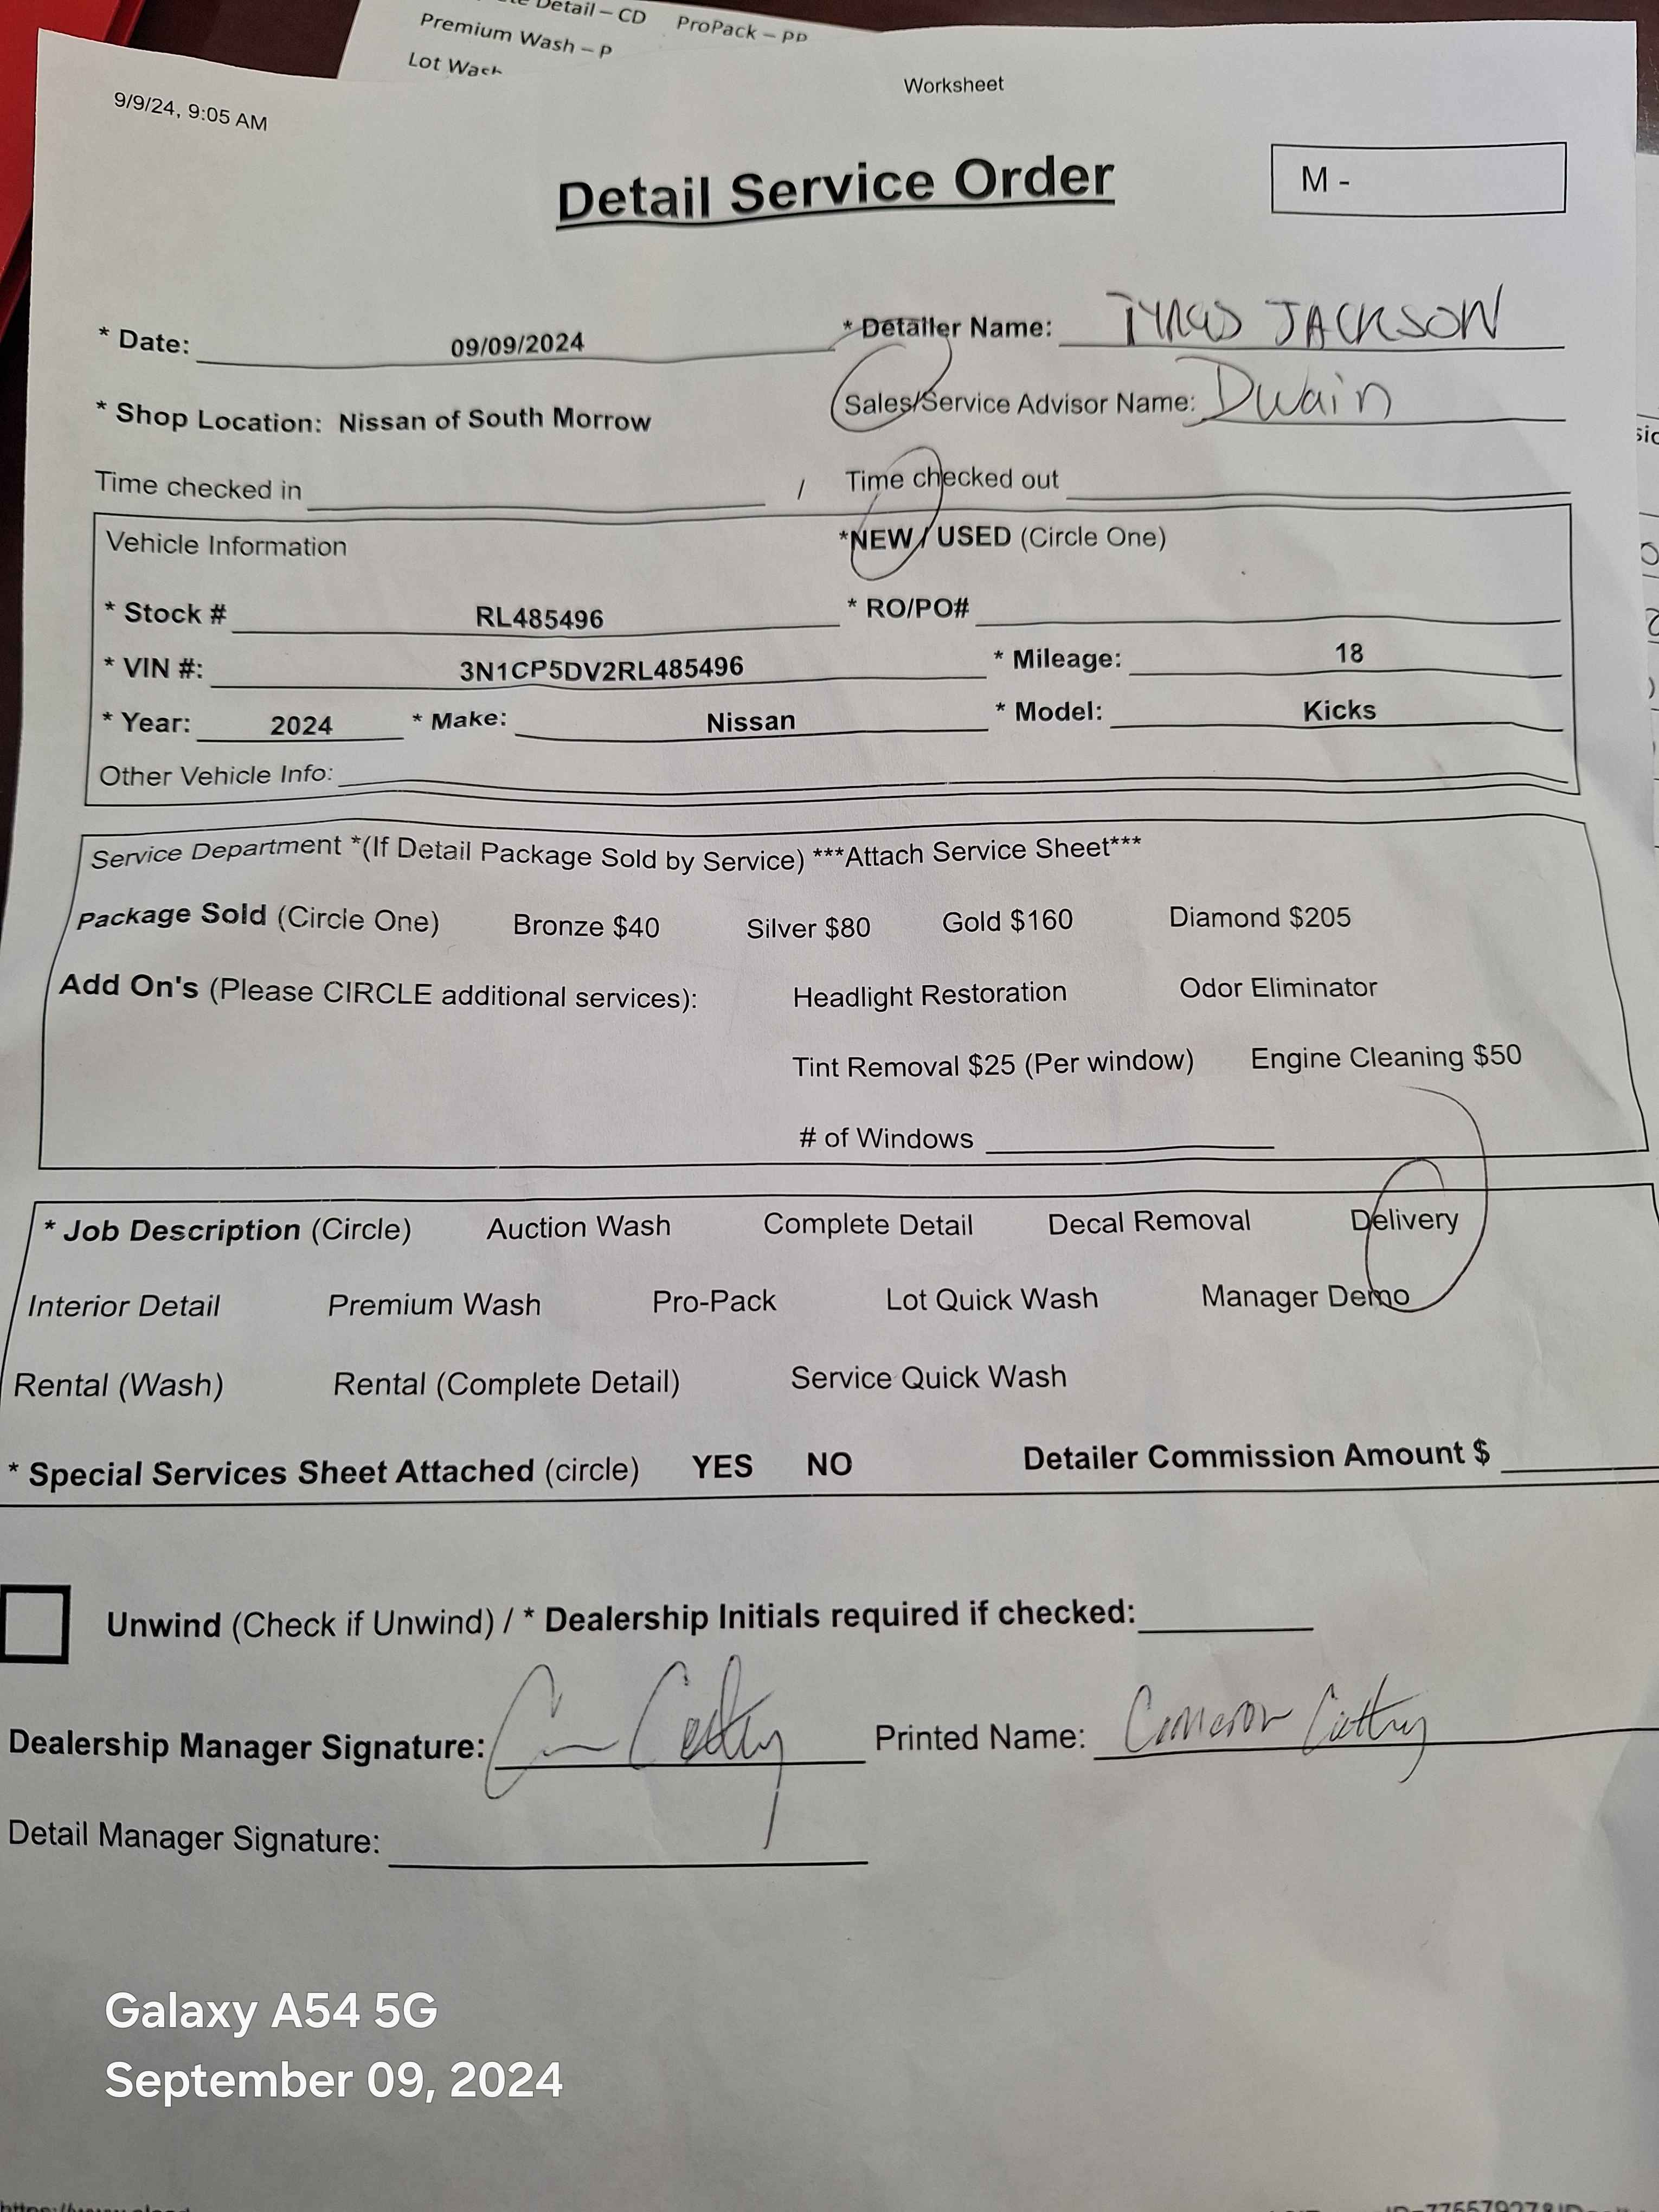 Detail – CD ProPack – PP
Premium Wash – P
Lot Wash
Worksheet
9/9/24, 9:05 AM
Detail Service Order
M -
* Date: 09/09/2024 * Detailer Name: JACKSON
* Shop Location: Nissan of South Morrow Sales/Service Advisor Name: Dwain
Time checked in / Time checked out
Vehicle Information *NEW / USED (Circle One)
* Stock # RL485496 * RO/PO#
* VIN #: 3N1CP5DV2RL485496 * Mileage: 18
* Year: 2024 * Make: Nissan * Model: Kicks
Other Vehicle Info:
Service Department *(If Detail Package Sold by Service) ***Attach Service Sheet***
Package Sold (Circle One) Bronze $40 Silver $80 Gold $160 Diamond $205
Add On's (Please CIRCLE additional services): Headlight Restoration Odor Eliminator
Tint Removal $25 (Per window) Engine Cleaning $50
# of Windows
* Job Description (Circle) Auction Wash Complete Detail Decal Removal Delivery
Interior Detail Premium Wash Pro-Pack Lot Quick Wash Manager Demo
Rental (Wash) Rental (Complete Detail) Service Quick Wash
* Special Services Sheet Attached (circle) YES NO Detailer Commission Amount $
Unwind (Check if Unwind) / * Dealership Initials required if checked:
Dealership Manager Signature: Printed Name: Cameron
Detail Manager Signature:
Galaxy A54 5G
September 09, 2024